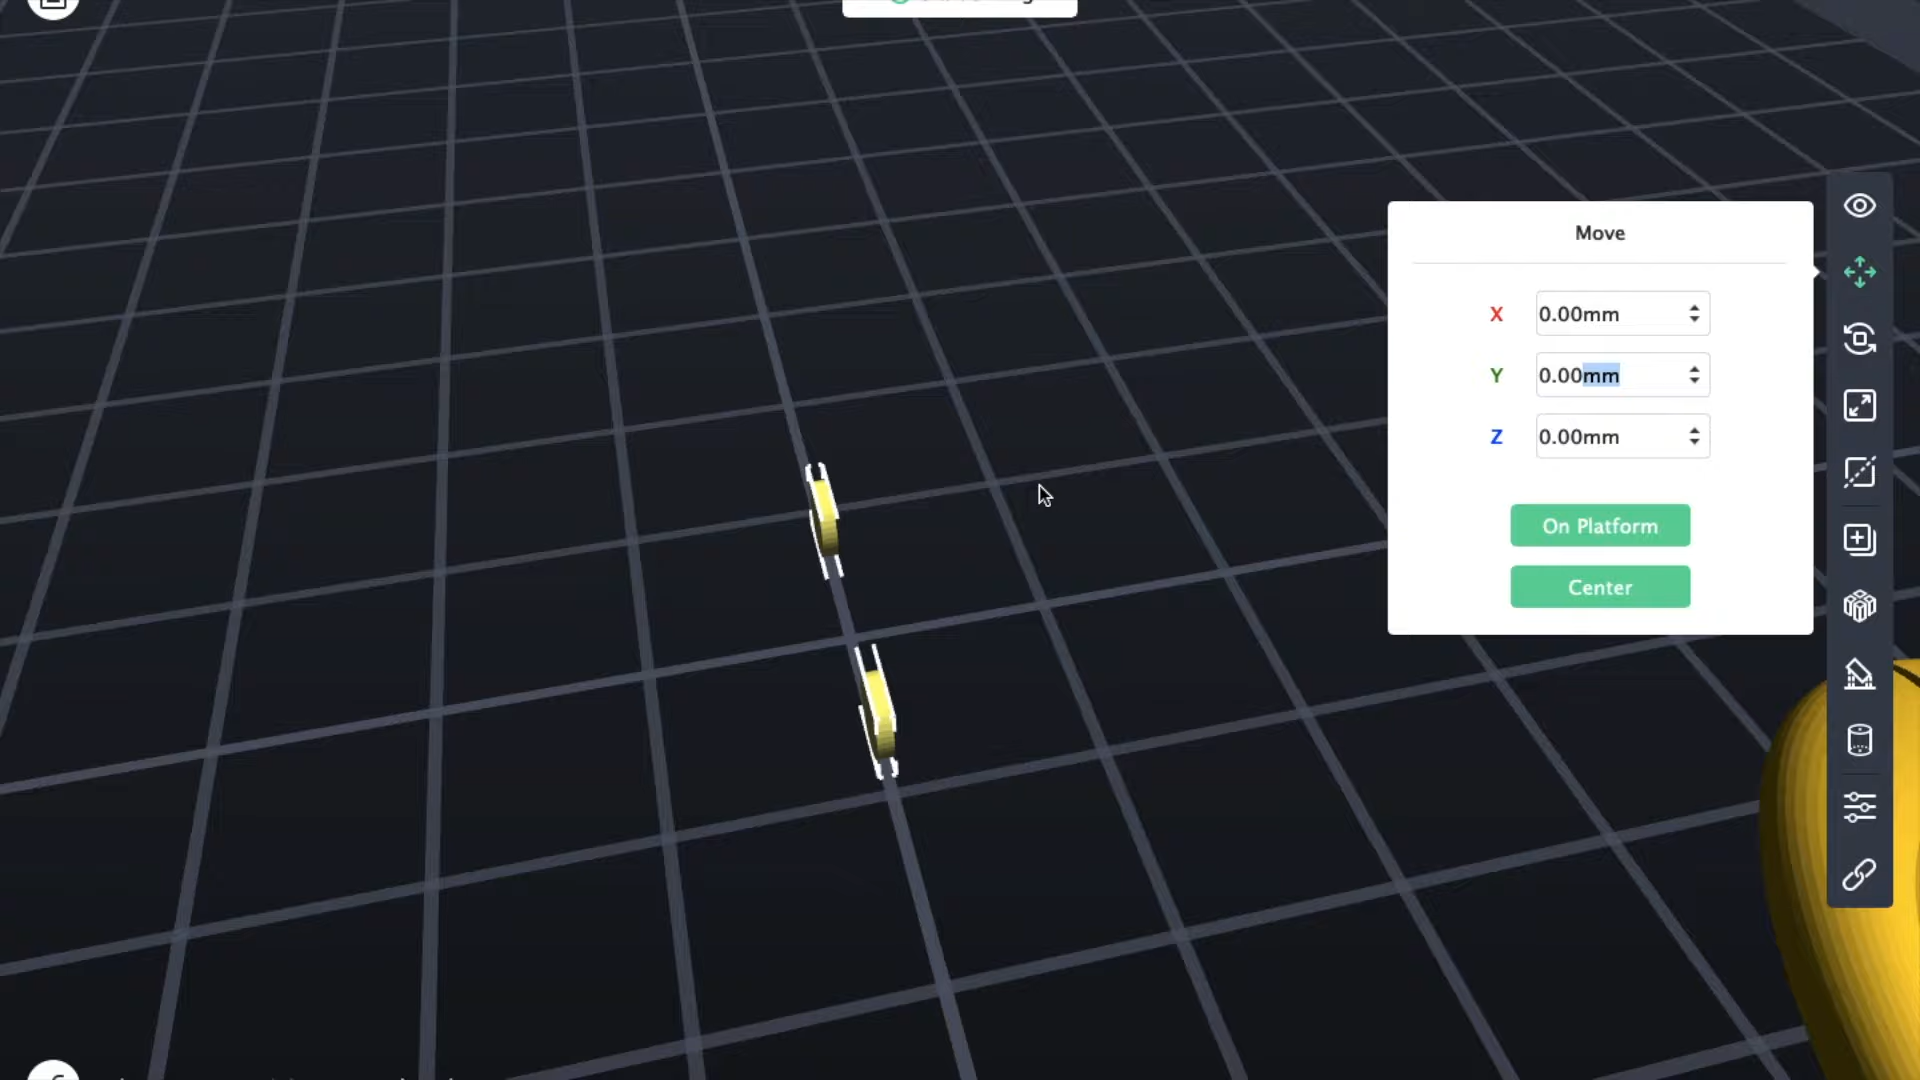 Move
X 0.00mm
Y 0.00mm
Z 0.00mm
On Platform
Center